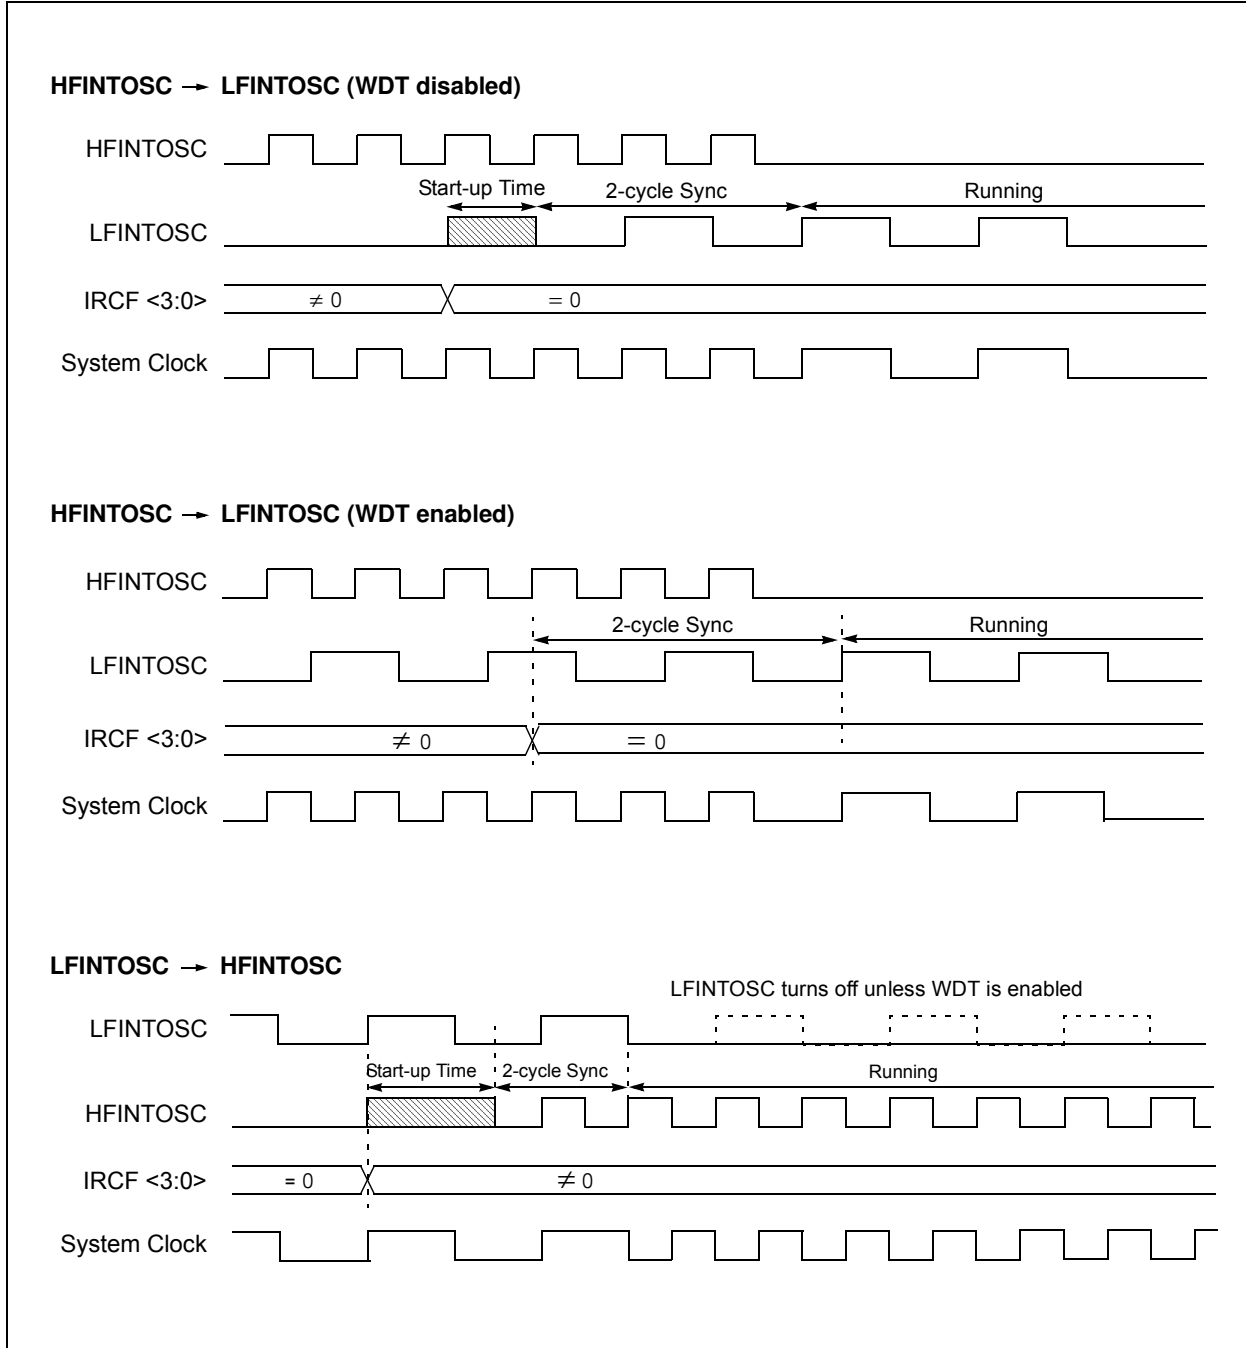 HFINTOSC → LFINTOSC (WDT disabled)
HFINTOSC
Start-up Time 2-cycle Sync Running
LFINTOSC
IRCF <3:0> ≠ 0 = 0
System Clock
HFINTOSC → LFINTOSC (WDT enabled)
HFINTOSC
2-cycle Sync Running
LFINTOSC
IRCF <3:0> ≠ 0 = 0
System Clock
LFINTOSC → HFINTOSC
LFINTOSC turns off unless WDT is enabled
LFINTOSC
Start-up Time 2-cycle Sync Running
HFINTOSC
IRCF <3:0> = 0 ≠ 0
System Clock